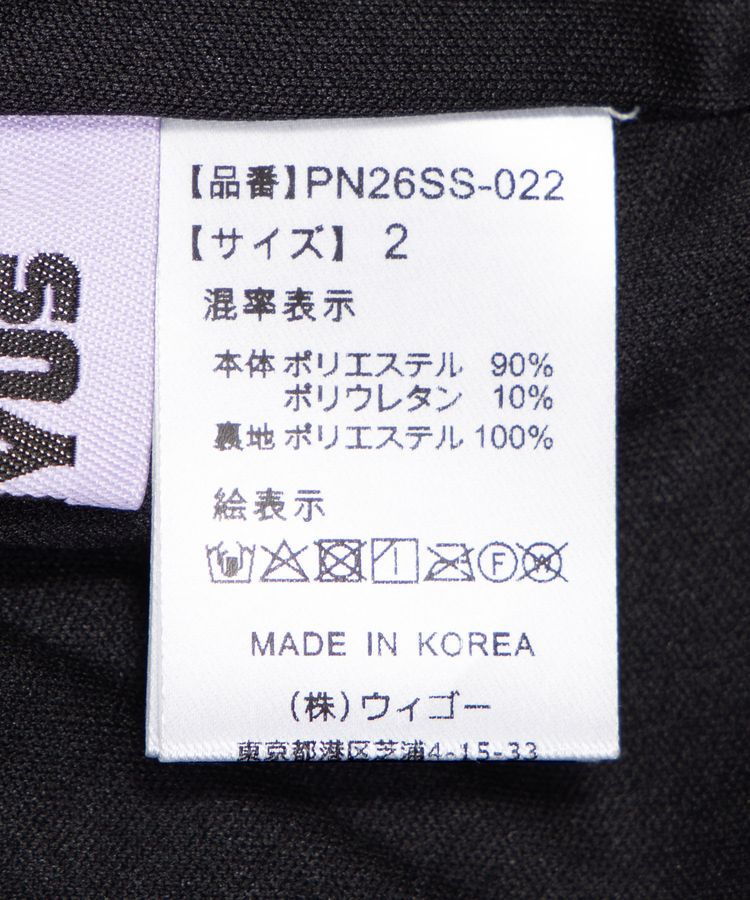 【品番】PN26SS-022
【サイズ】 2
混率表示
本体 ポリエステル 90%
ポリウレタン 10%
裏地 ポリエステル 100%
絵表示
F W
MADE IN KOREA
(株)ウィゴー
東京都港区芝浦4-15-33